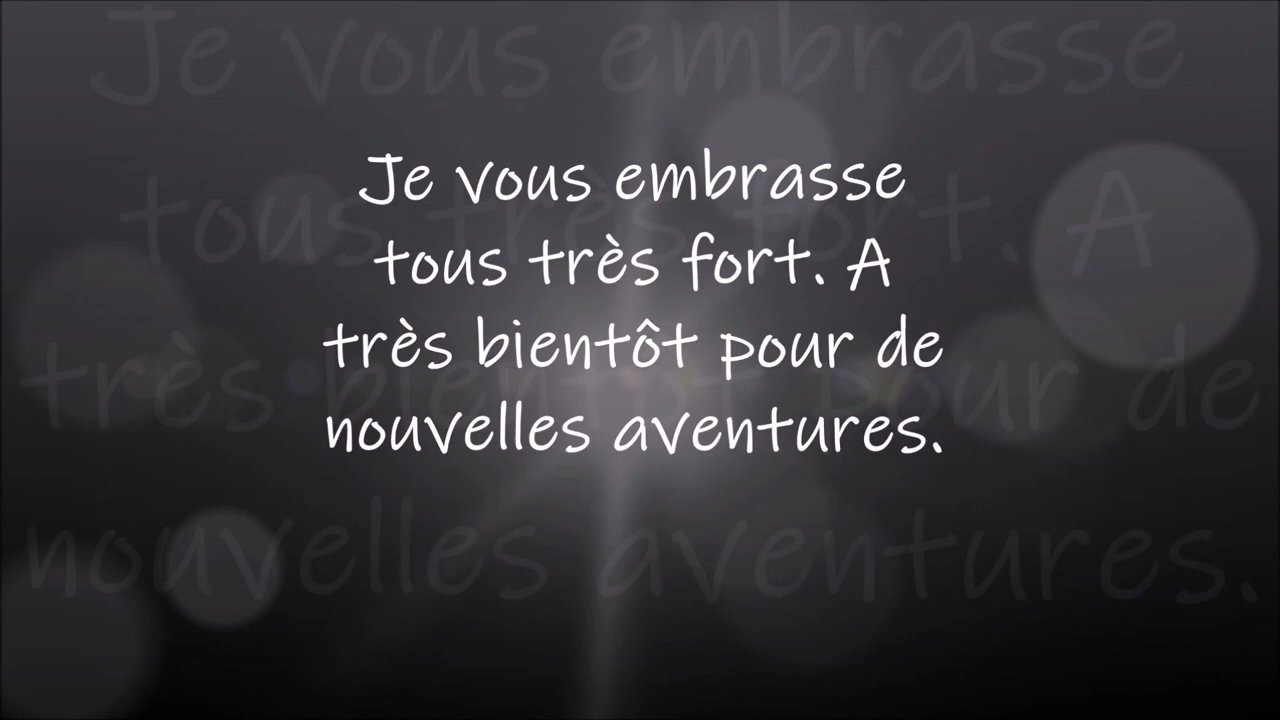 Je vous embrasse
tous très fort. A
très bientôt pour de
nouvelles aventures.